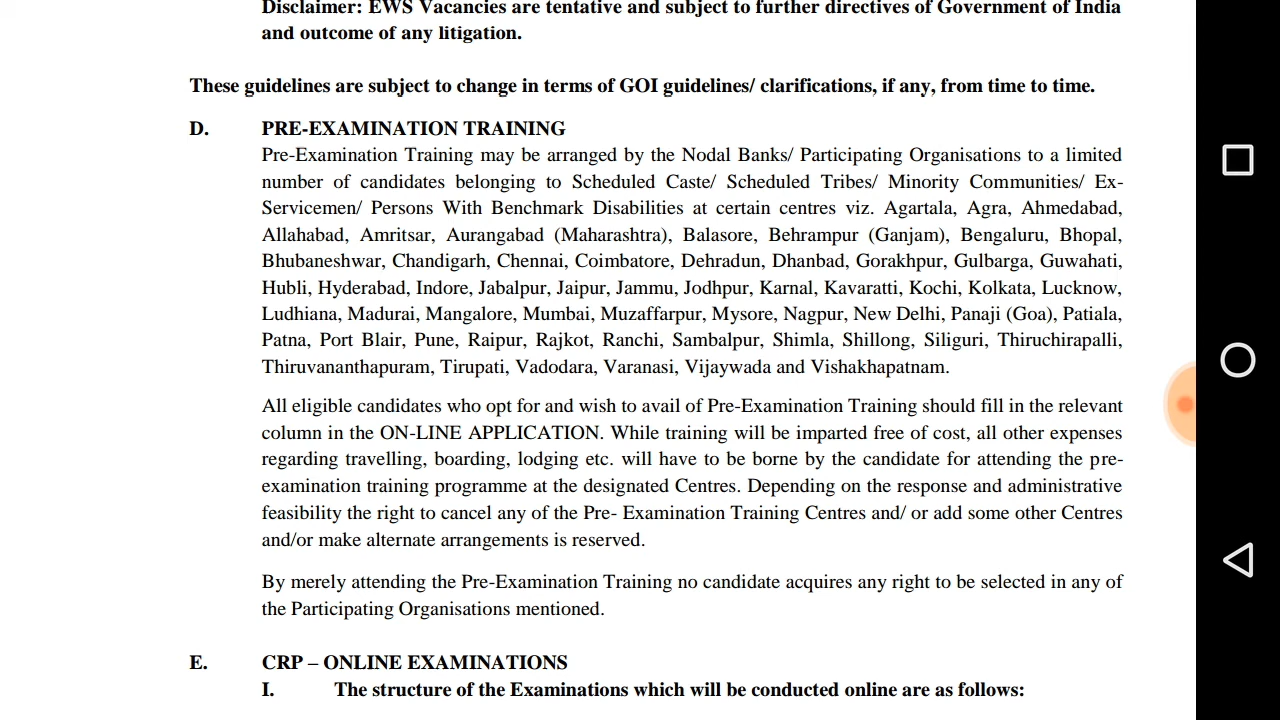 Disclaimer: EWS Vacancies are tentative and subject to further directives of Government of India
and outcome of any litigation.
These guidelines are subject to change in terms of GOI guidelines/ clarifications, if any, from time to time.
D. PRE-EXAMINATION TRAINING
Pre-Examination Training may be arranged by the Nodal Banks/ Participating Organisations to a limited
number of candidates belonging to Scheduled Caste/ Scheduled Tribes/ Minority Communities/ Ex-
Servicemen/ Persons With Benchmark Disabilities at certain centres viz. Agartala, Agra, Ahmedabad,
Allahabad, Amritsar, Aurangabad (Maharashtra), Balasore, Behrampur (Ganjam), Bengaluru, Bhopal,
Bhubaneshwar, Chandigarh, Chennai, Coimbatore, Dehradun, Dhanbad, Gorakhpur, Gulbarga, Guwahati,
Hubli, Hyderabad, Indore, Jabalpur, Jaipur, Jammu, Jodhpur, Karnal, Kavaratti, Kochi, Kolkata, Lucknow,
Ludhiana, Madurai, Mangalore, Mumbai, Muzaffarpur, Mysore, Nagpur, New Delhi, Panaji (Goa), Patiala,
Patna, Port Blair, Pune, Raipur, Rajkot, Ranchi, Sambalpur, Shimla, Shillong, Siliguri, Thiruchirapalli,
Thiruvananthapuram, Tirupati, Vadodara, Varanasi, Vijaywada and Vishakhapatnam.
All eligible candidates who opt for and wish to avail of Pre-Examination Training should fill in the relevant
column in the ON-LINE APPLICATION. While training will be imparted free of cost, all other expenses
regarding travelling, boarding, lodging etc. will have to be borne by the candidate for attending the pre-
examination training programme at the designated Centres. Depending on the response and administrative
feasibility the right to cancel any of the Pre- Examination Training Centres and/ or add some other Centres
and/or make alternate arrangements is reserved.
By merely attending the Pre-Examination Training no candidate acquires any right to be selected in any of
the Participating Organisations mentioned.
E. CRP – ONLINE EXAMINATIONS
I. The structure of the Examinations which will be conducted online are as follows: